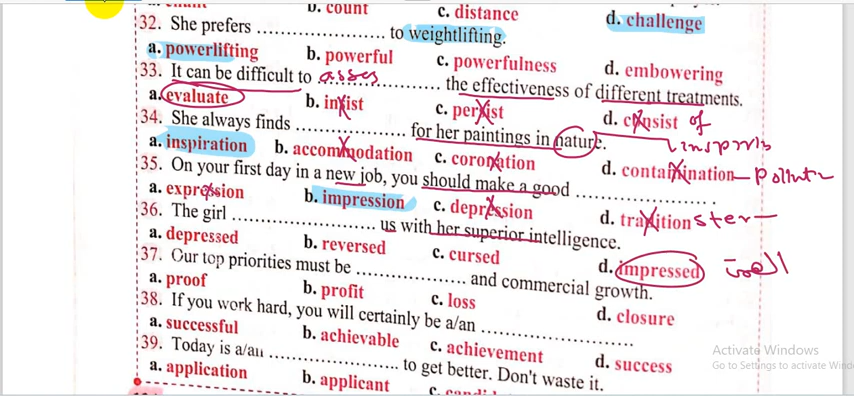 b. count c. distance d. challenge
32. She prefers ........................ to weightlifting.
a. powerlifting b. powerful c. powerfulness d. embowering
33. It can be difficult to asses ........................ the effectiveness of different treatments.
a. evaluate b. insist c. persist d. consist of
34. She always finds ........................ for her paintings in nature.
a. inspiration b. accommodation c. coronation d. contamination
35. On your first day in a new job, you should make a good ........................
a. expression b. impression c. depression d. transition
36. The girl ........................ us with her superior intelligence.
a. depressed b. reversed c. cursed d. impressed
37. Our top priorities must be ........................ and commercial growth.
a. proof b. profit c. loss d. closure
38. If you work hard, you will certainly be a/an ........................
a. successful b. achievable c. achievement d. success
39. Today is a/an ........................ to get better. Don't waste it.
a. application b. applicant c.
Activate Windows
Go to Settings to activate Wind